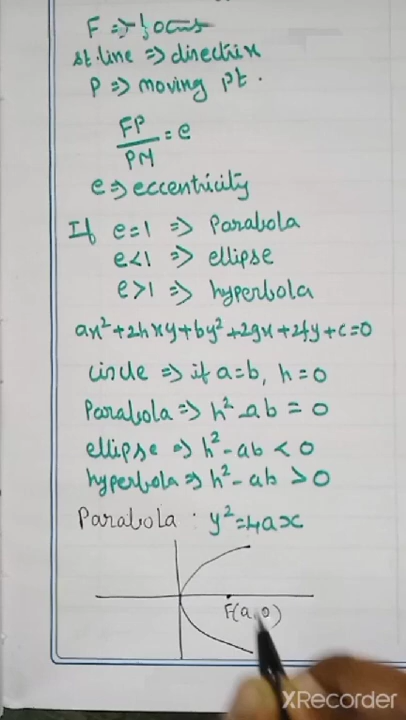 F => focus
st.line => directrix
P => moving pt.
FP/PM = e
e => eccentricity
If e=1 => Parabola
e<1 => ellipse
e>1 => hyperbola
ax²+2hxy+by²+2gx+2fy+c=0
circle => if a=b, h=0
Parabola => h²-ab = 0
ellipse => h²-ab < 0
hyperbola => h²-ab > 0
Parabola : y²=4ax
F(a,0)
XRecorder